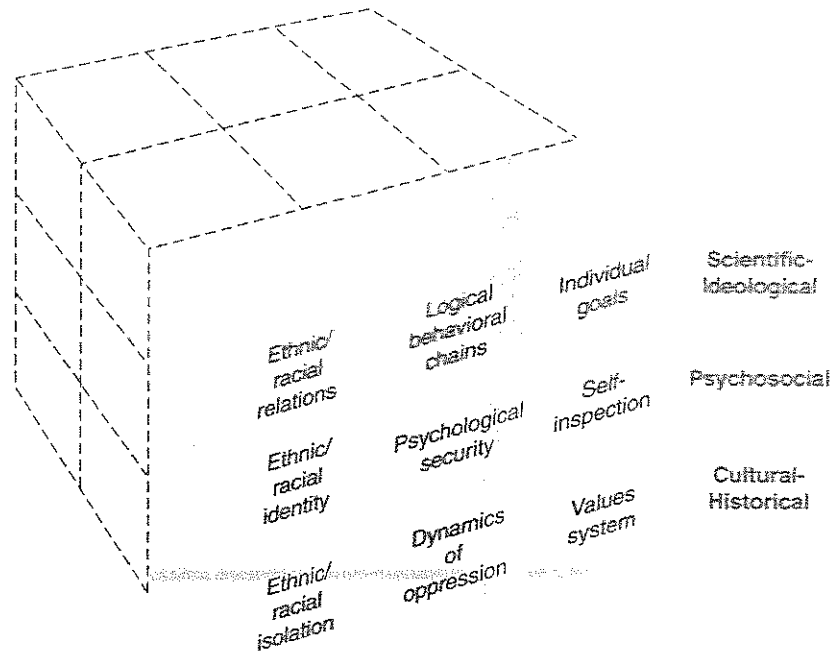 Ethnic/
racial
relations
Logical
behavioral
chains
Individual
goals
Scientific-
Ideological
Ethnic/
racial
identity
Psychological
security
Self-
inspection
Psychosocial
Ethnic/
racial
isolation
Dynamics
of
oppression
Values
system
Cultural-
Historical